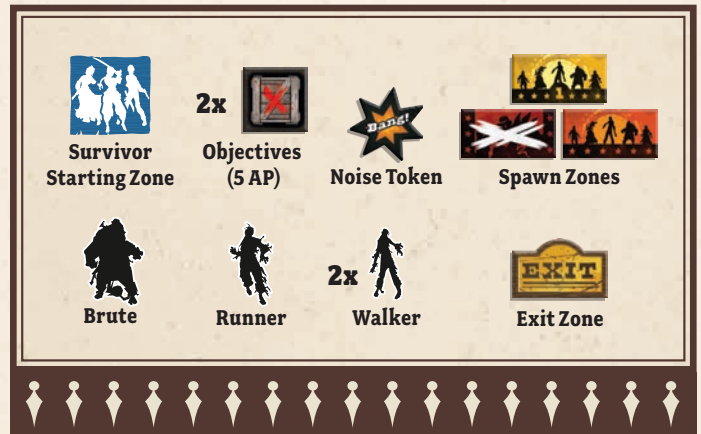 2x
Bang!
Survivor
Starting Zone
Objectives
(5 AP)
Noise Token
Spawn Zones
2x
EXIT
Brute
Runner
Walker
Exit Zone